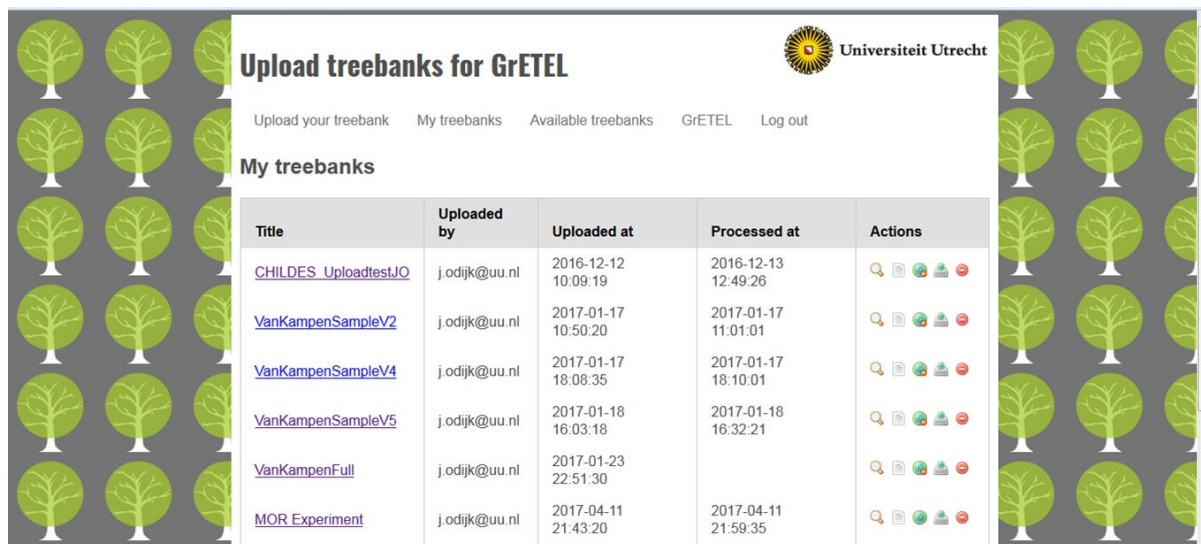 Upload treebanks for GrETEL
Universiteit Utrecht
Upload your treebank My treebanks Available treebanks GrETEL Log out
My treebanks
Title Uploaded by Uploaded at Processed at Actions
CHILDES_UploadtestJO j.odijk@uu.nl 2016-12-12 10:09:19 2016-12-13 12:49:26
VanKampenSampleV2 j.odijk@uu.nl 2017-01-17 10:50:20 2017-01-17 11:01:01
VanKampenSampleV4 j.odijk@uu.nl 2017-01-17 18:08:35 2017-01-17 18:10:01
VanKampenSampleV5 j.odijk@uu.nl 2017-01-18 16:03:18 2017-01-18 16:32:21
VanKampenFull j.odijk@uu.nl 2017-01-23 22:51:30
MOR Experiment j.odijk@uu.nl 2017-04-11 21:43:20 2017-04-11 21:59:35